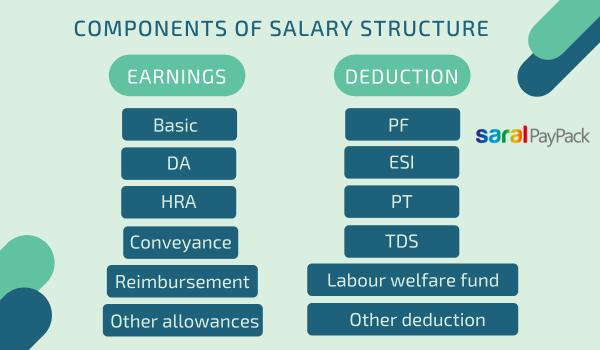 COMPONENTS OF SALARY STRUCTURE
EARNINGS
Basic
DA
HRA
Conveyance
Reimbursement
Other allowances
DEDUCTION
PF
ESI
PT
TDS
Labour welfare fund
Other deduction
saral PayPack